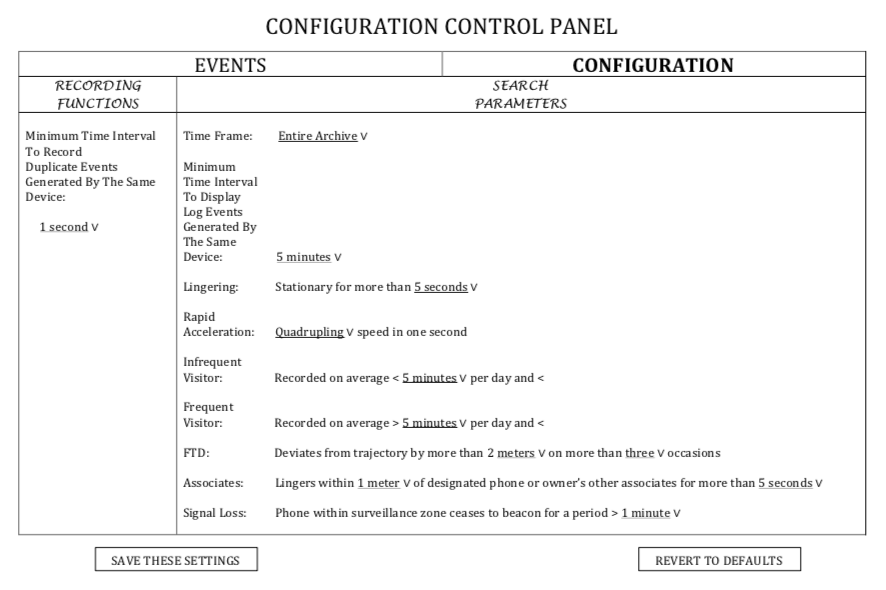 CONFIGURATION CONTROL PANEL
EVENTS
CONFIGURATION
RECORDING
FUNCTIONS
SEARCH
PARAMETERS
Minimum Time Interval
To Record
Duplicate Events
Generated By The Same
Device:
1 second V
Time Frame: Entire Archive V
Minimum
Time Interval
To Display
Log Events
Generated By
The Same
Device: 5 minutes V
Lingering: Stationary for more than 5 seconds V
Rapid
Acceleration: Quadrupling V speed in one second
Infrequent
Visitor: Recorded on average < 5 minutes V per day and <
Frequent
Visitor: Recorded on average > 5 minutes V per day and <
FTD: Deviates from trajectory by more than 2 meters V on more than three V occasions
Associates: Lingers within 1 meter V of designated phone or owner's other associates for more than 5 seconds V
Signal Loss: Phone within surveillance zone ceases to beacon for a period > 1 minute V
SAVE THESE SETTINGS
REVERT TO DEFAULTS